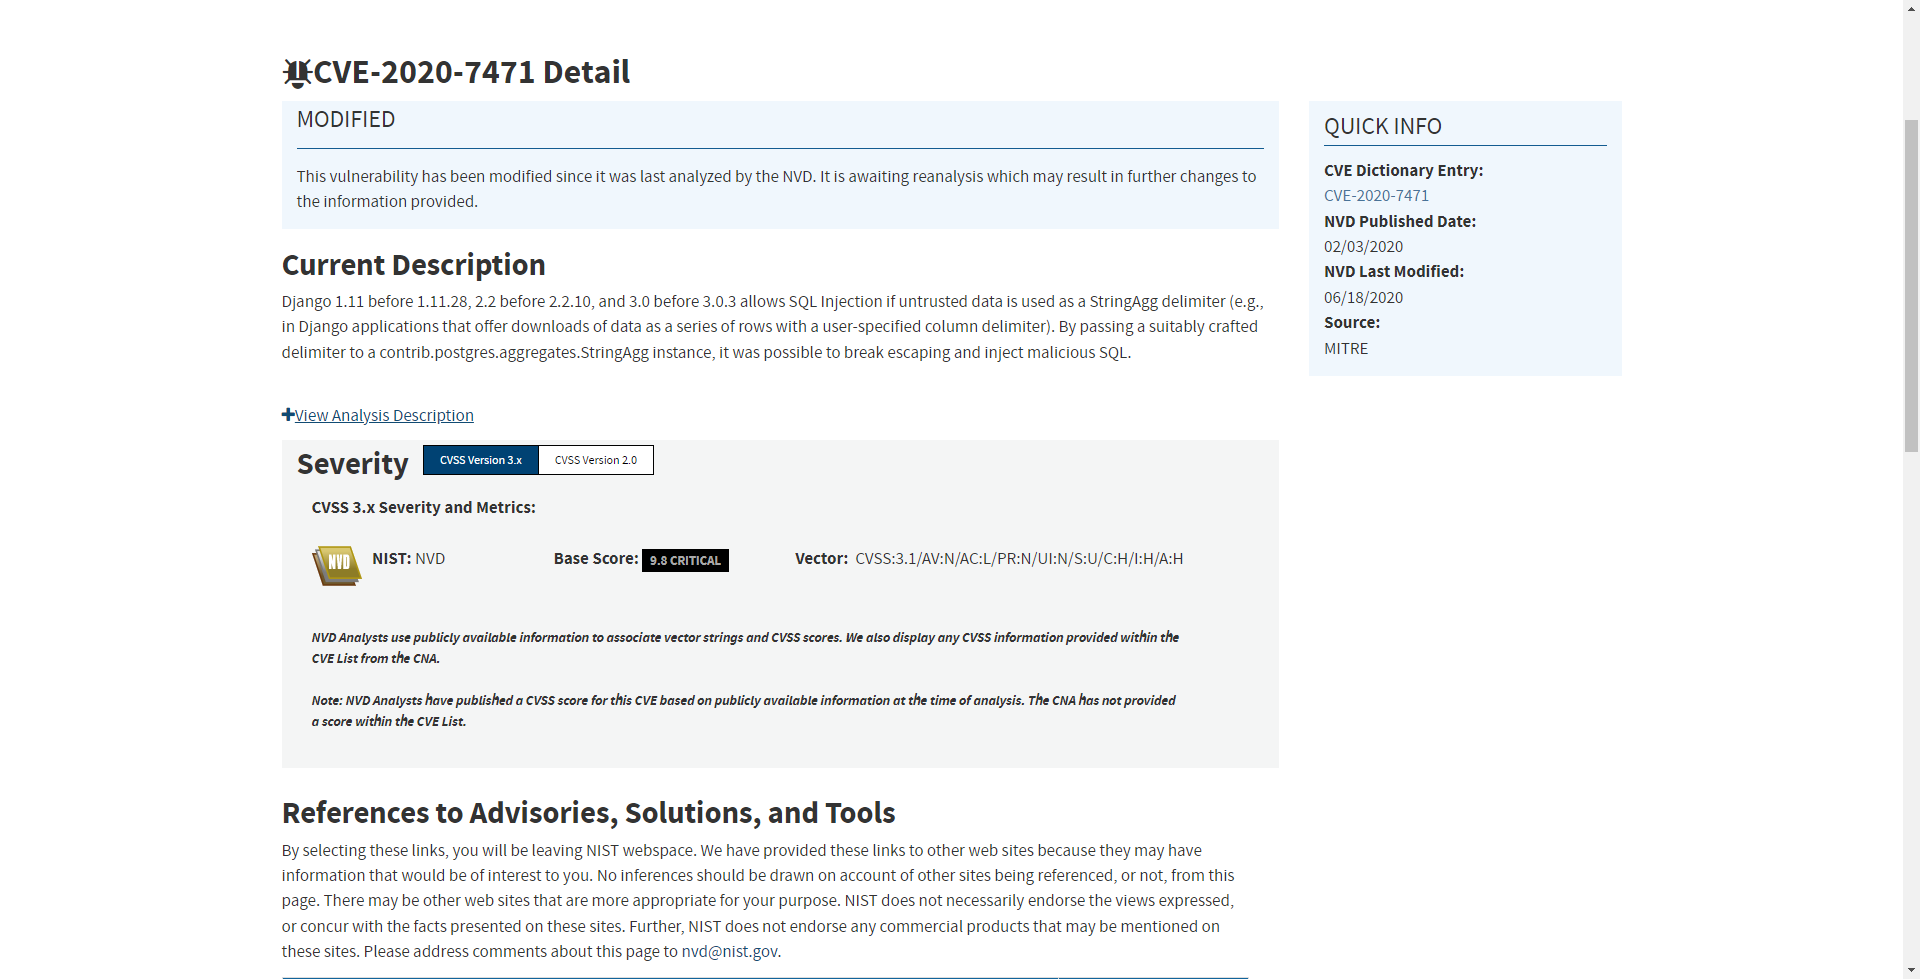 CVE-2020-7471 Detail
MODIFIED
This vulnerability has been modified since it was last analyzed by the NVD. It is awaiting reanalysis which may result in further changes to
the information provided.
Current Description
Django 1.11 before 1.11.28, 2.2 before 2.2.10, and 3.0 before 3.0.3 allows SQL Injection if untrusted data is used as a StringAgg delimiter (e.g.,
in Django applications that offer downloads of data as a series of rows with a user-specified column delimiter). By passing a suitably crafted
delimiter to a contrib.postgres.aggregates.StringAgg instance, it was possible to break escaping and inject malicious SQL.
View Analysis Description
Severity CVSS Version 3.x CVSS Version 2.0
CVSS 3.x Severity and Metrics:
NVD NIST: NVD Base Score: 9.8 CRITICAL Vector: CVSS:3.1/AV:N/AC:L/PR:N/UI:N/S:U/C:H/I:H/A:H
NVD Analysts use publicly available information to associate vector strings and CVSS scores. We also display any CVSS information provided within the
CVE List from the CNA.
Note: NVD Analysts have published a CVSS score for this CVE based on publicly available information at the time of analysis. The CNA has not provided
a score within the CVE List.
References to Advisories, Solutions, and Tools
By selecting these links, you will be leaving NIST webspace. We have provided these links to other web sites because they may have
information that would be of interest to you. No inferences should be drawn on account of other sites being referenced, or not, from this
page. There may be other web sites that are more appropriate for your purpose. NIST does not necessarily endorse the views expressed,
or concur with the facts presented on these sites. Further, NIST does not endorse any commercial products that may be mentioned on
these sites. Please address comments about this page to nvd@nist.gov.
QUICK INFO
CVE Dictionary Entry:
CVE-2020-7471
NVD Published Date:
02/03/2020
NVD Last Modified:
06/18/2020
Source:
MITRE